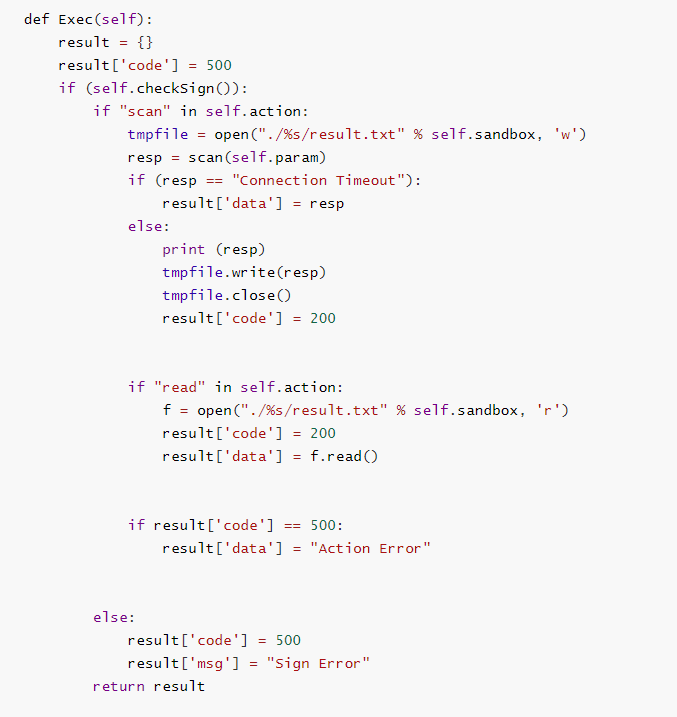 def Exec(self):
    result = {}
    result['code'] = 500
    if (self.checkSign()):
        if "scan" in self.action:
            tmpfile = open("./%s/result.txt" % self.sandbox, 'w')
            resp = scan(self.param)
            if (resp == "Connection Timeout"):
                result['data'] = resp
            else:
                print (resp)
                tmpfile.write(resp)
                tmpfile.close()
                result['code'] = 200
            if "read" in self.action:
                f = open("./%s/result.txt" % self.sandbox, 'r')
                result['code'] = 200
                result['data'] = f.read()
            if result['code'] == 500:
                result['data'] = "Action Error"
        else:
            result['code'] = 500
            result['msg'] = "Sign Error"
        return result